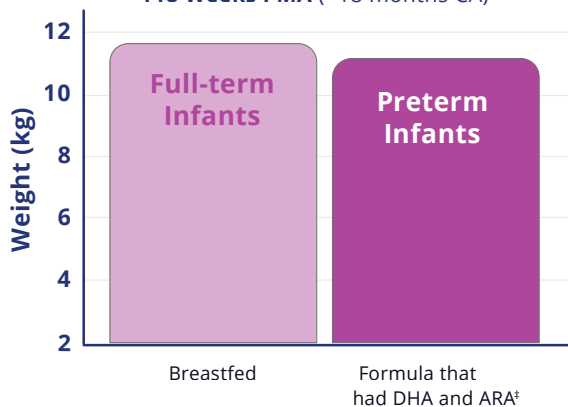 12
10
8
6
4
2
Weight (kg)
Full-term
Infants
Preterm
Infants
Breastfed
Formula that
had DHA and ARA‡